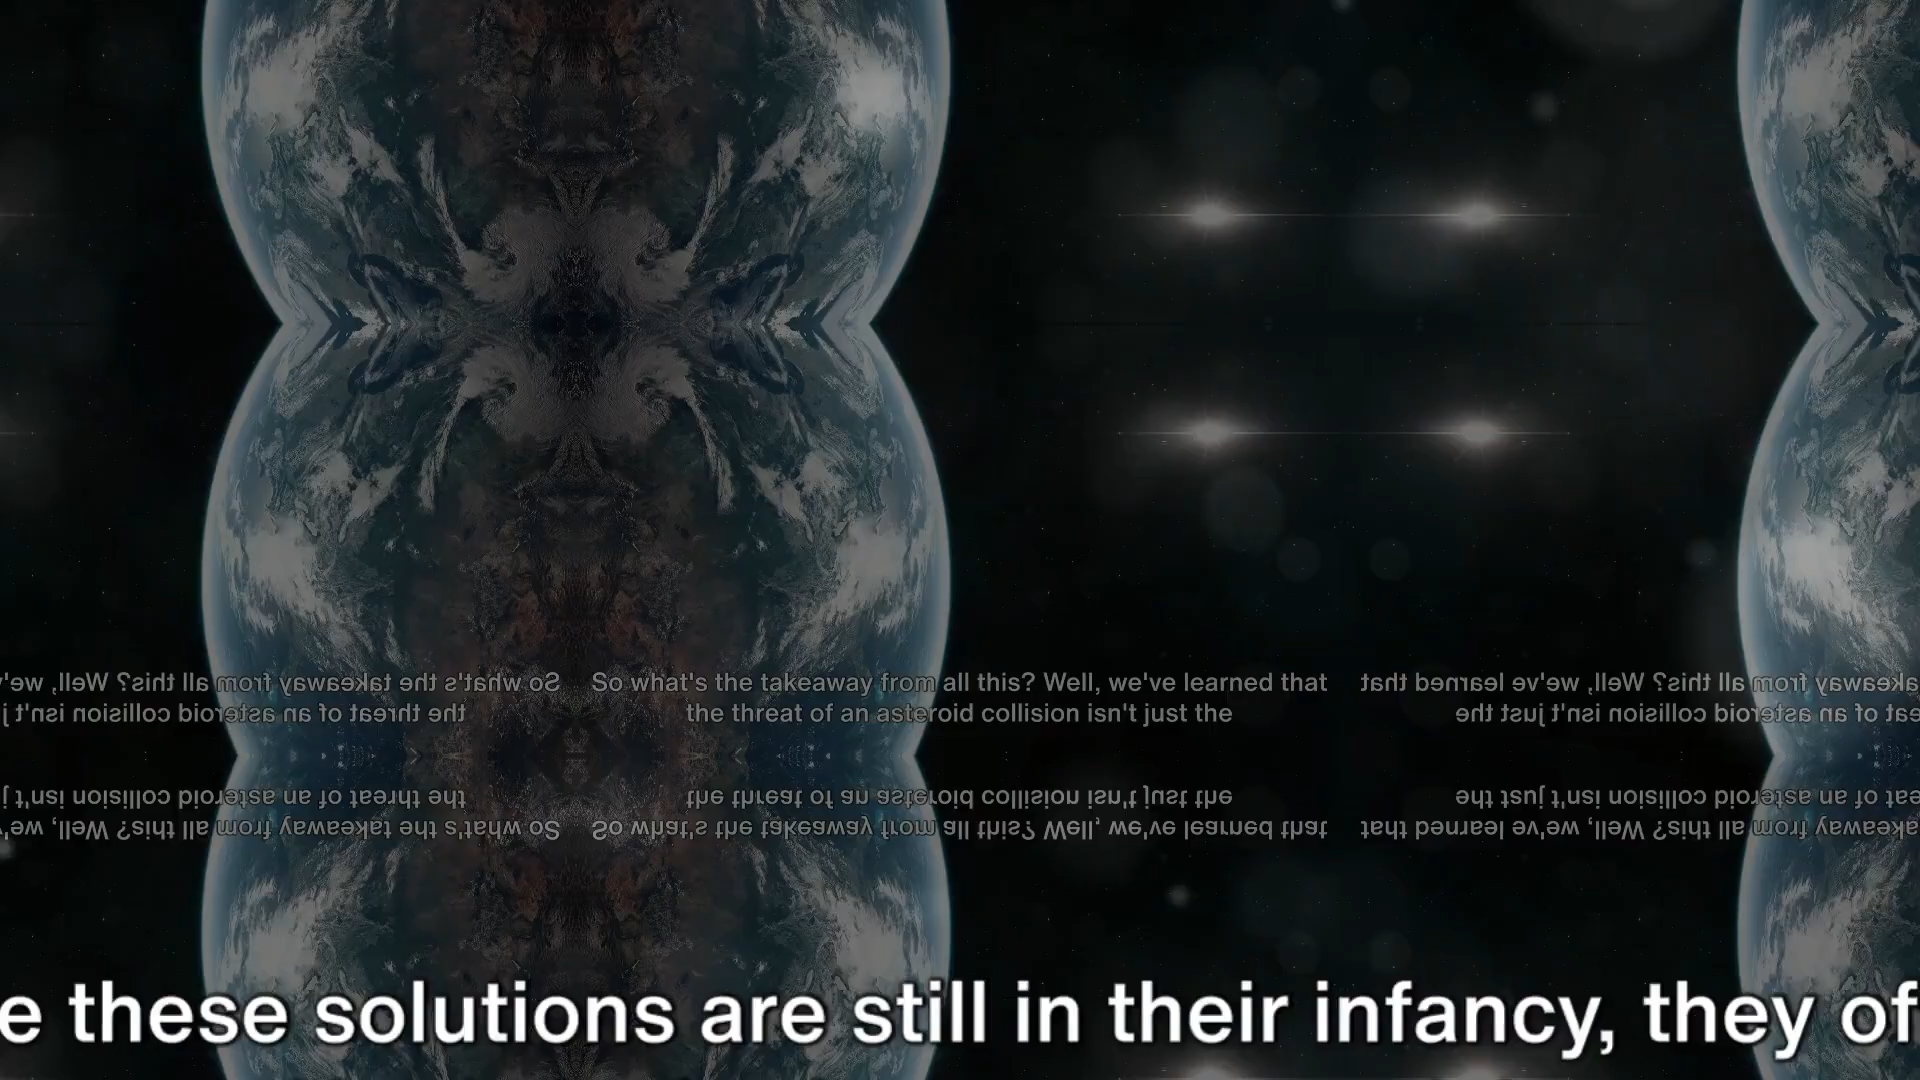 So what's the takeaway from all this? Well, we've learned that
the threat of an asteroid collision isn't just the
e these solutions are still in their infancy, they of